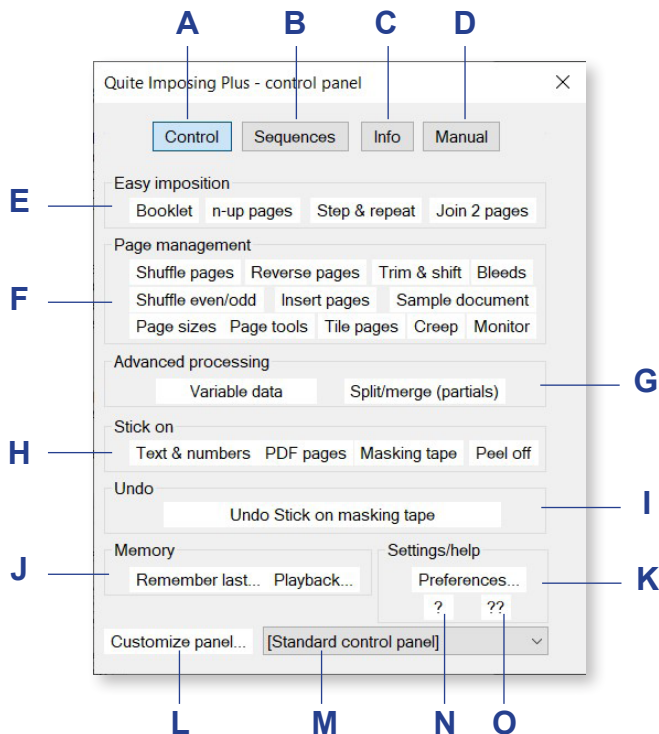 A B C D
Quite Imposing Plus - control panel
Control Sequences Info Manual
Easy imposition
E
Booklet n-up pages Step & repeat Join 2 pages
Page management
Shuffle pages Reverse pages Trim & shift Bleeds
F
Shuffle even/odd Insert pages Sample document
Page sizes Page tools Tile pages Creep Monitor
Advanced processing
G
Variable data Split/merge (partials)
Stick on
H
Text & numbers PDF pages Masking tape Peel off
Undo
I
Undo Stick on masking tape
Memory Settings/help
J
Remember last... Playback... Preferences...
K
? ??
Customize panel... [Standard control panel]
L M N O